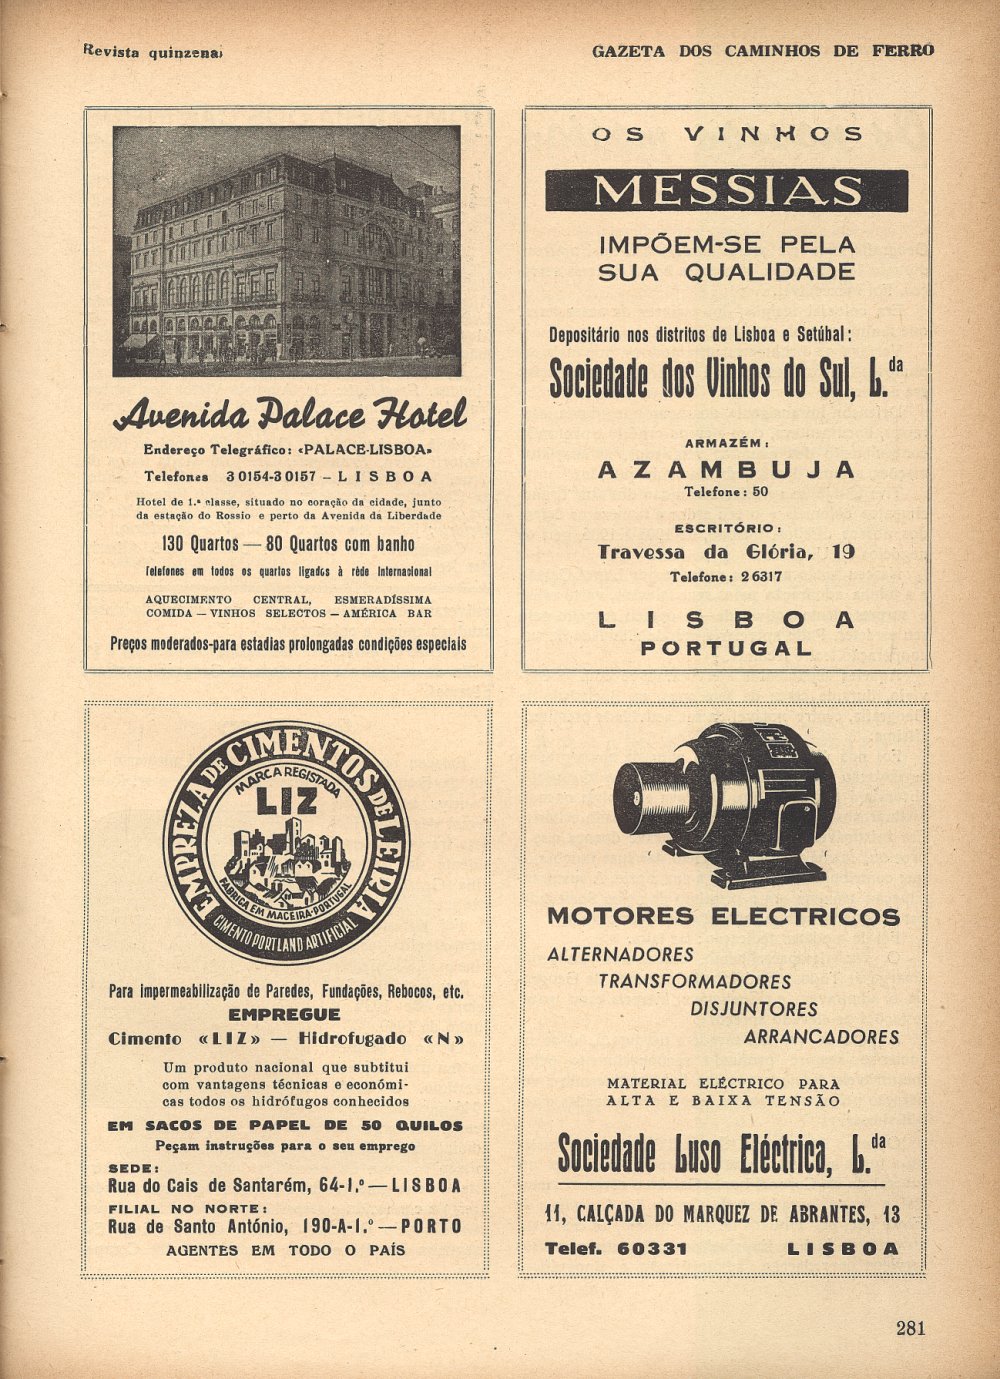 Revista quinzenal
GAZETA DOS CAMINHOS DE FERRO
Avenida Palace Hotel
Endereço Telegráfico: «PALACE-LISBOA»
Telefones 30154-30157 – LISBOA
Hotel de 1.ª classe, situado no coração da cidade, junto
da estação do Rossio e perto da Avenida da Liberdade
130 Quartos — 80 Quartos com banho
Telefones em todos os quartos ligados à rêde Internacional
AQUECIMENTO CENTRAL, ESMERADÍSSIMA
COMIDA — VINHOS SELECTOS — AMÉRICA BAR
Preços moderados-para estadias prolongadas condições especiais
OS VINHOS
MESSIAS
IMPÕEM-SE PELA
SUA QUALIDADE
Depositário nos distritos de Lisboa e Setúbal:
Sociedade dos Vinhos do Sul, L.da
ARMAZÉM:
AZAMBUJA
Telefone: 50
ESCRITÓRIO:
Travessa da Glória, 19
Telefone: 26317
LISBOA
PORTUGAL
EMPREZA DE CIMENTOS DE LEIRIA
MARCA REGISTADA
LIZ
FABRICA EM MACEIRA-PORTUGAL
CIMENTO PORTLAND ARTIFICIAL
Para impermeabilização de Paredes, Fundações, Rebocos, etc.
EMPREGUE
Cimento «LIZ» — Hidrofugado «N»
Um produto nacional que subtitui
com vantagens técnicas e económi-
cas todos os hidrófugos conhecidos
EM SACOS DE PAPEL DE 50 QUILOS
Peçam instruções para o seu emprego
SEDE:
Rua do Cais de Santarém, 64-1.º — LISBOA
FILIAL NO NORTE:
Rua de Santo António, 190-A-1.º — PORTO
AGENTES EM TODO O PAÍS
MOTORES ELECTRICOS
ALTERNADORES
TRANSFORMADORES
DISJUNTORES
ARRANCADORES
MATERIAL ELÉCTRICO PARA
ALTA E BAIXA TENSÃO
Sociedade Luso Eléctrica, L.da
11, CALÇADA DO MARQUEZ DE ABRANTES, 13
Telef. 60331 LISBOA
281